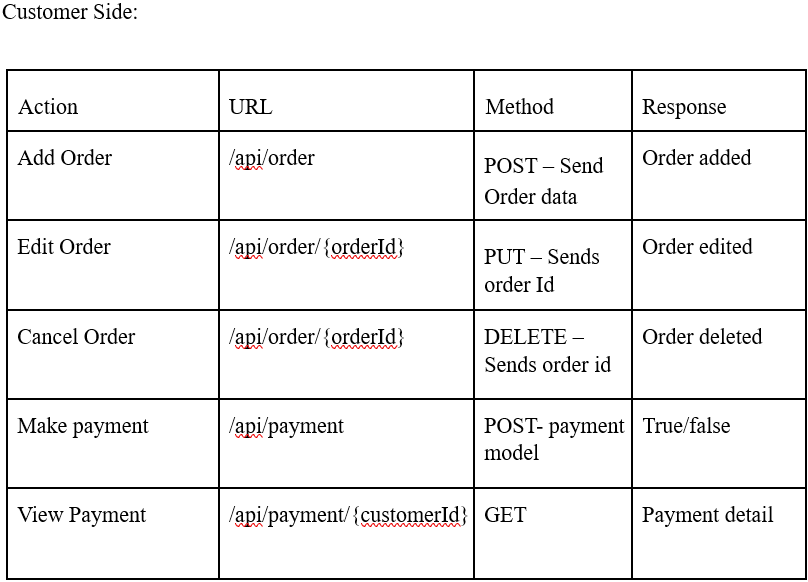 Customer Side:
Action URL Method Response
Add Order /api/order POST – Send Order added
Order data
Edit Order /api/order/{orderId} PUT – Sends Order edited
order Id
Cancel Order /api/order/{orderId} DELETE – Order deleted
Sends order id
Make payment /api/payment POST- payment True/false
model
View Payment /api/payment/{customerId} GET Payment detail